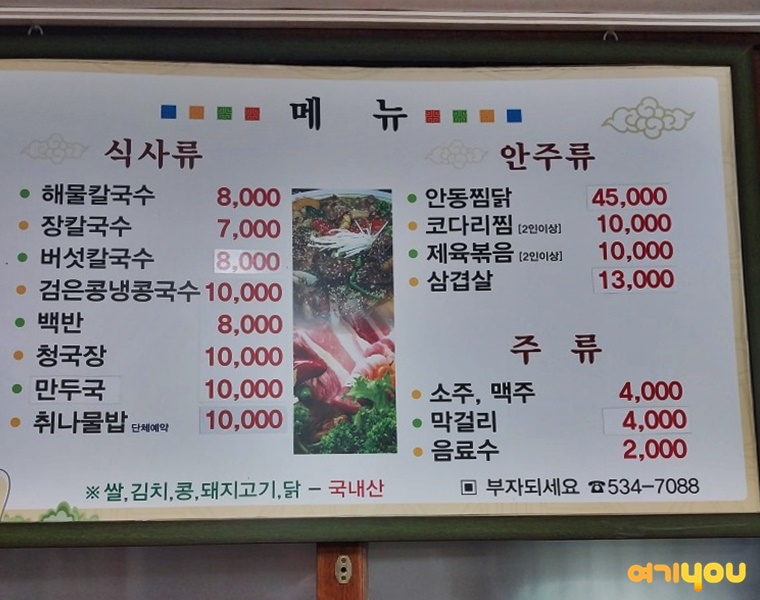 메 뉴
식사류
해물칼국수 8,000
장칼국수 7,000
버섯칼국수 8,000
검은콩냉콩국수 10,000
백반 8,000
청국장 10,000
만두국 10,000
취나물밥 단체예약 10,000
안주류
안동찜닭 45,000
코다리찜 [2인이상] 10,000
제육볶음 [2인이상] 10,000
삼겹살 13,000
주 류
소주, 맥주 4,000
막걸리 4,000
음료수 2,000
※쌀,김치,콩,돼지고기,닭 - 국내산
▣ 부자되세요 ☎534-7088
여기you